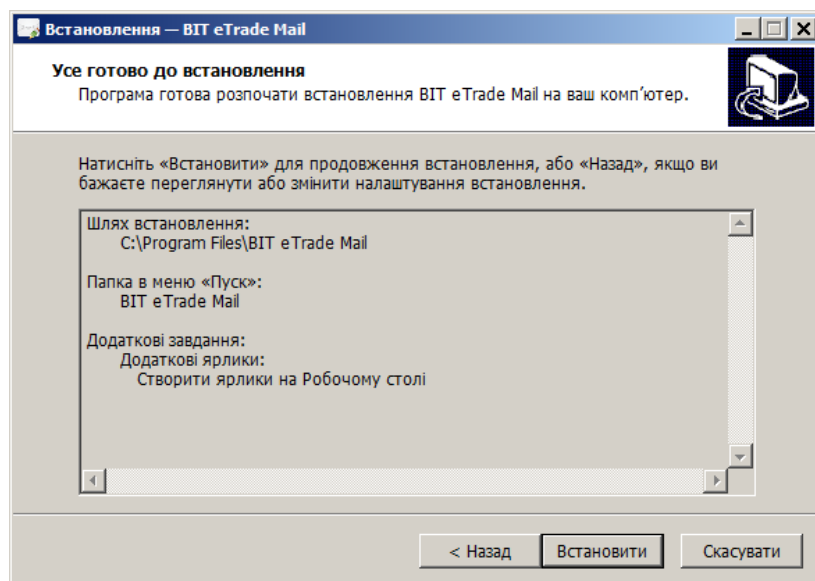 Встановлення — BIT eTrade Mail
Усе готово до встановлення
Програма готова розпочати встановлення BIT eTrade Mail на ваш комп’ютер.
Натисніть «Встановити» для продовження встановлення, або «Назад», якщо ви
бажаєте переглянути або змінити налаштування встановлення.
Шлях встановлення:
C:\Program Files\BIT eTrade Mail
Папка в меню «Пуск»:
BIT eTrade Mail
Додаткові завдання:
Додаткові ярлики:
Створити ярлики на Робочому столі
< Назад
Встановити
Скасувати